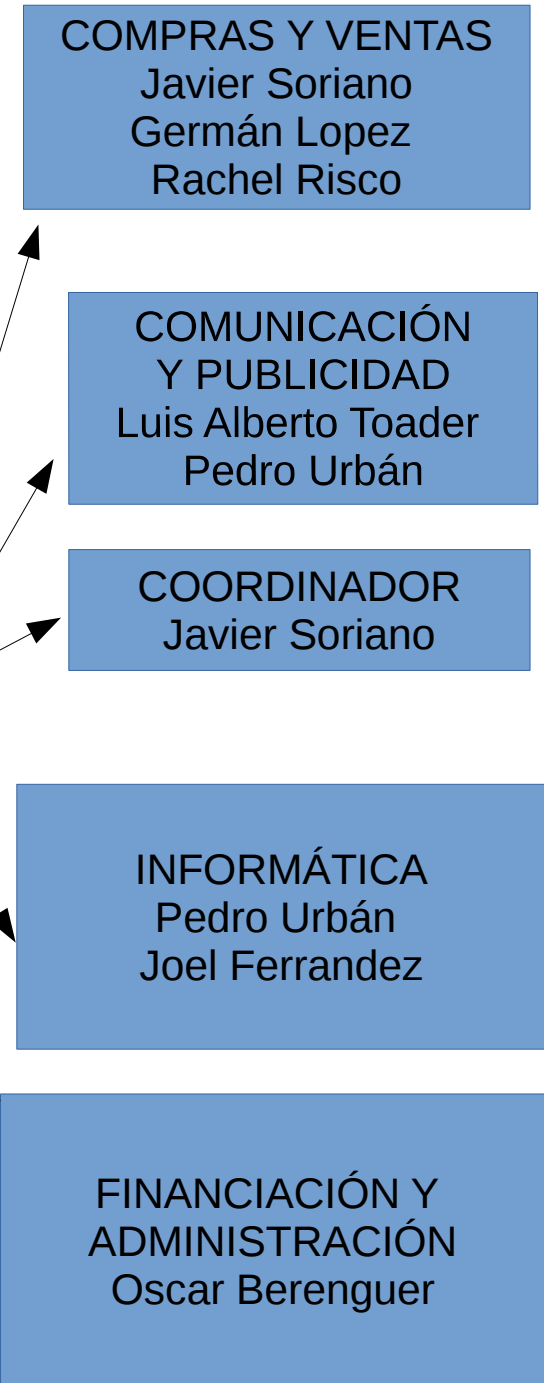 COMPRAS Y VENTAS
Javier Soriano
Germán Lopez
Rachel Risco
COMUNICACIÓN
Y PUBLICIDAD
Luis Alberto Toader
Pedro Urbán
COORDINADOR
Javier Soriano
INFORMÁTICA
Pedro Urbán
Joel Ferrandez
FINANCIACIÓN Y
ADMINISTRACIÓN
Oscar Berenguer